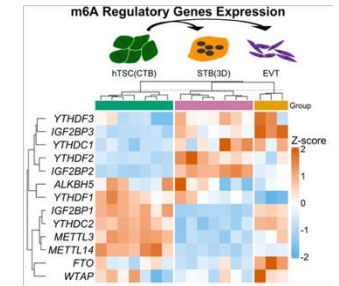 m6A Regulatory Genes Expression
hTSC(CTB) STB(3D) EVT
Group
YTHDF3
IGF2BP3
YTHDC1
YTHDF2
IGF2BP2
ALKBH5
YTHDF1
IGF2BP1
YTHDC2
METTL3
METTL14
FTO
WTAP
Z-score
2
1
0
-1
-2